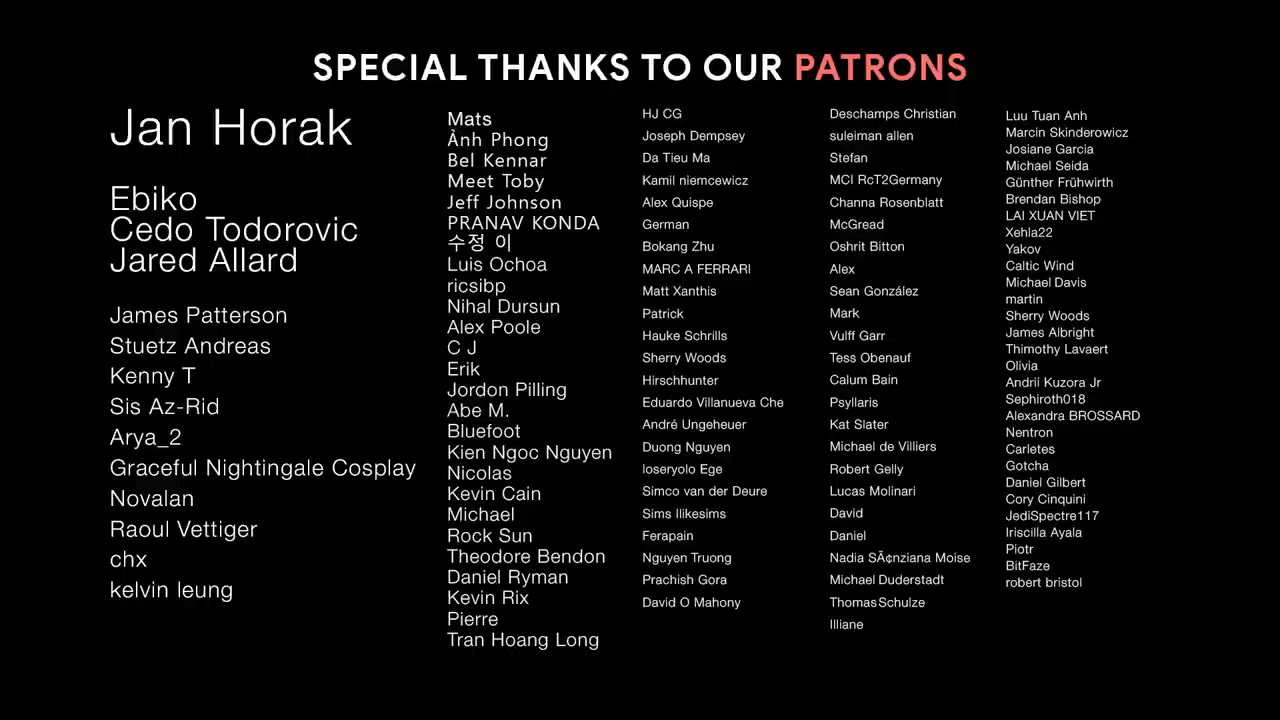 SPECIAL THANKS TO OUR PATRONS
Jan Horak
Ebiko
Cedo Todorovic
Jared Allard
James Patterson
Stuetz Andreas
Kenny T
Sis Az-Rid
Arya_2
Graceful Nightingale Cosplay
Novalan
Raoul Vettiger
chx
kelvin leung
Mats
Ảnh Phong
Bel Kennar
Meet Toby
Jeff Johnson
PRANAV KONDA
수정 이
Luis Ochoa
ricsibp
Nihal Dursun
Alex Poole
C J
Erik
Jordon Pilling
Abe M.
Bluefoot
Kien Ngoc Nguyen
Nicolas
Kevin Cain
Michael
Rock Sun
Theodore Bendon
Daniel Ryman
Kevin Rix
Pierre
Tran Hoang Long
HJ CG
Joseph Dempsey
Da Tieu Ma
Kamil niemcewicz
Alex Quispe
German
Bokang Zhu
MARC A FERRARI
Matt Xanthis
Patrick
Hauke Schrills
Sherry Woods
Hirschhunter
Eduardo Villanueva Che
André Ungeheuer
Duong Nguyen
loseryolo Ege
Simco van der Deure
Sims Ilikesims
Ferapain
Nguyen Truong
Prachish Gora
David O Mahony
Deschamps Christian
suleiman allen
Stefan
MCI RcT2Germany
Channa Rosenblatt
McGread
Oshrit Bitton
Alex
Sean González
Mark
Vulff Garr
Tess Obenauf
Calum Bain
Psyllaris
Kat Slater
Michael de Villiers
Robert Gelly
Lucas Molinari
David
Daniel
Nadia SÃ¢nziana Moise
Michael Duderstadt
Thomas Schulze
Illiane
Luu Tuan Anh
Marcin Skinderowicz
Josiane Garcia
Michael Seida
Günther Frühwirth
Brendan Bishop
LAI XUAN VIET
Xehla22
Yakov
Caltic Wind
Michael Davis
martin
Sherry Woods
James Albright
Thimothy Lavaert
Olivia
Andrii Kuzora Jr
Sephiroth018
Alexandra BROSSARD
Nentron
Carletes
Gotcha
Daniel Gilbert
Cory Cinquini
JediSpectre117
Iriscilla Ayala
Piotr
BitFaze
robert bristol